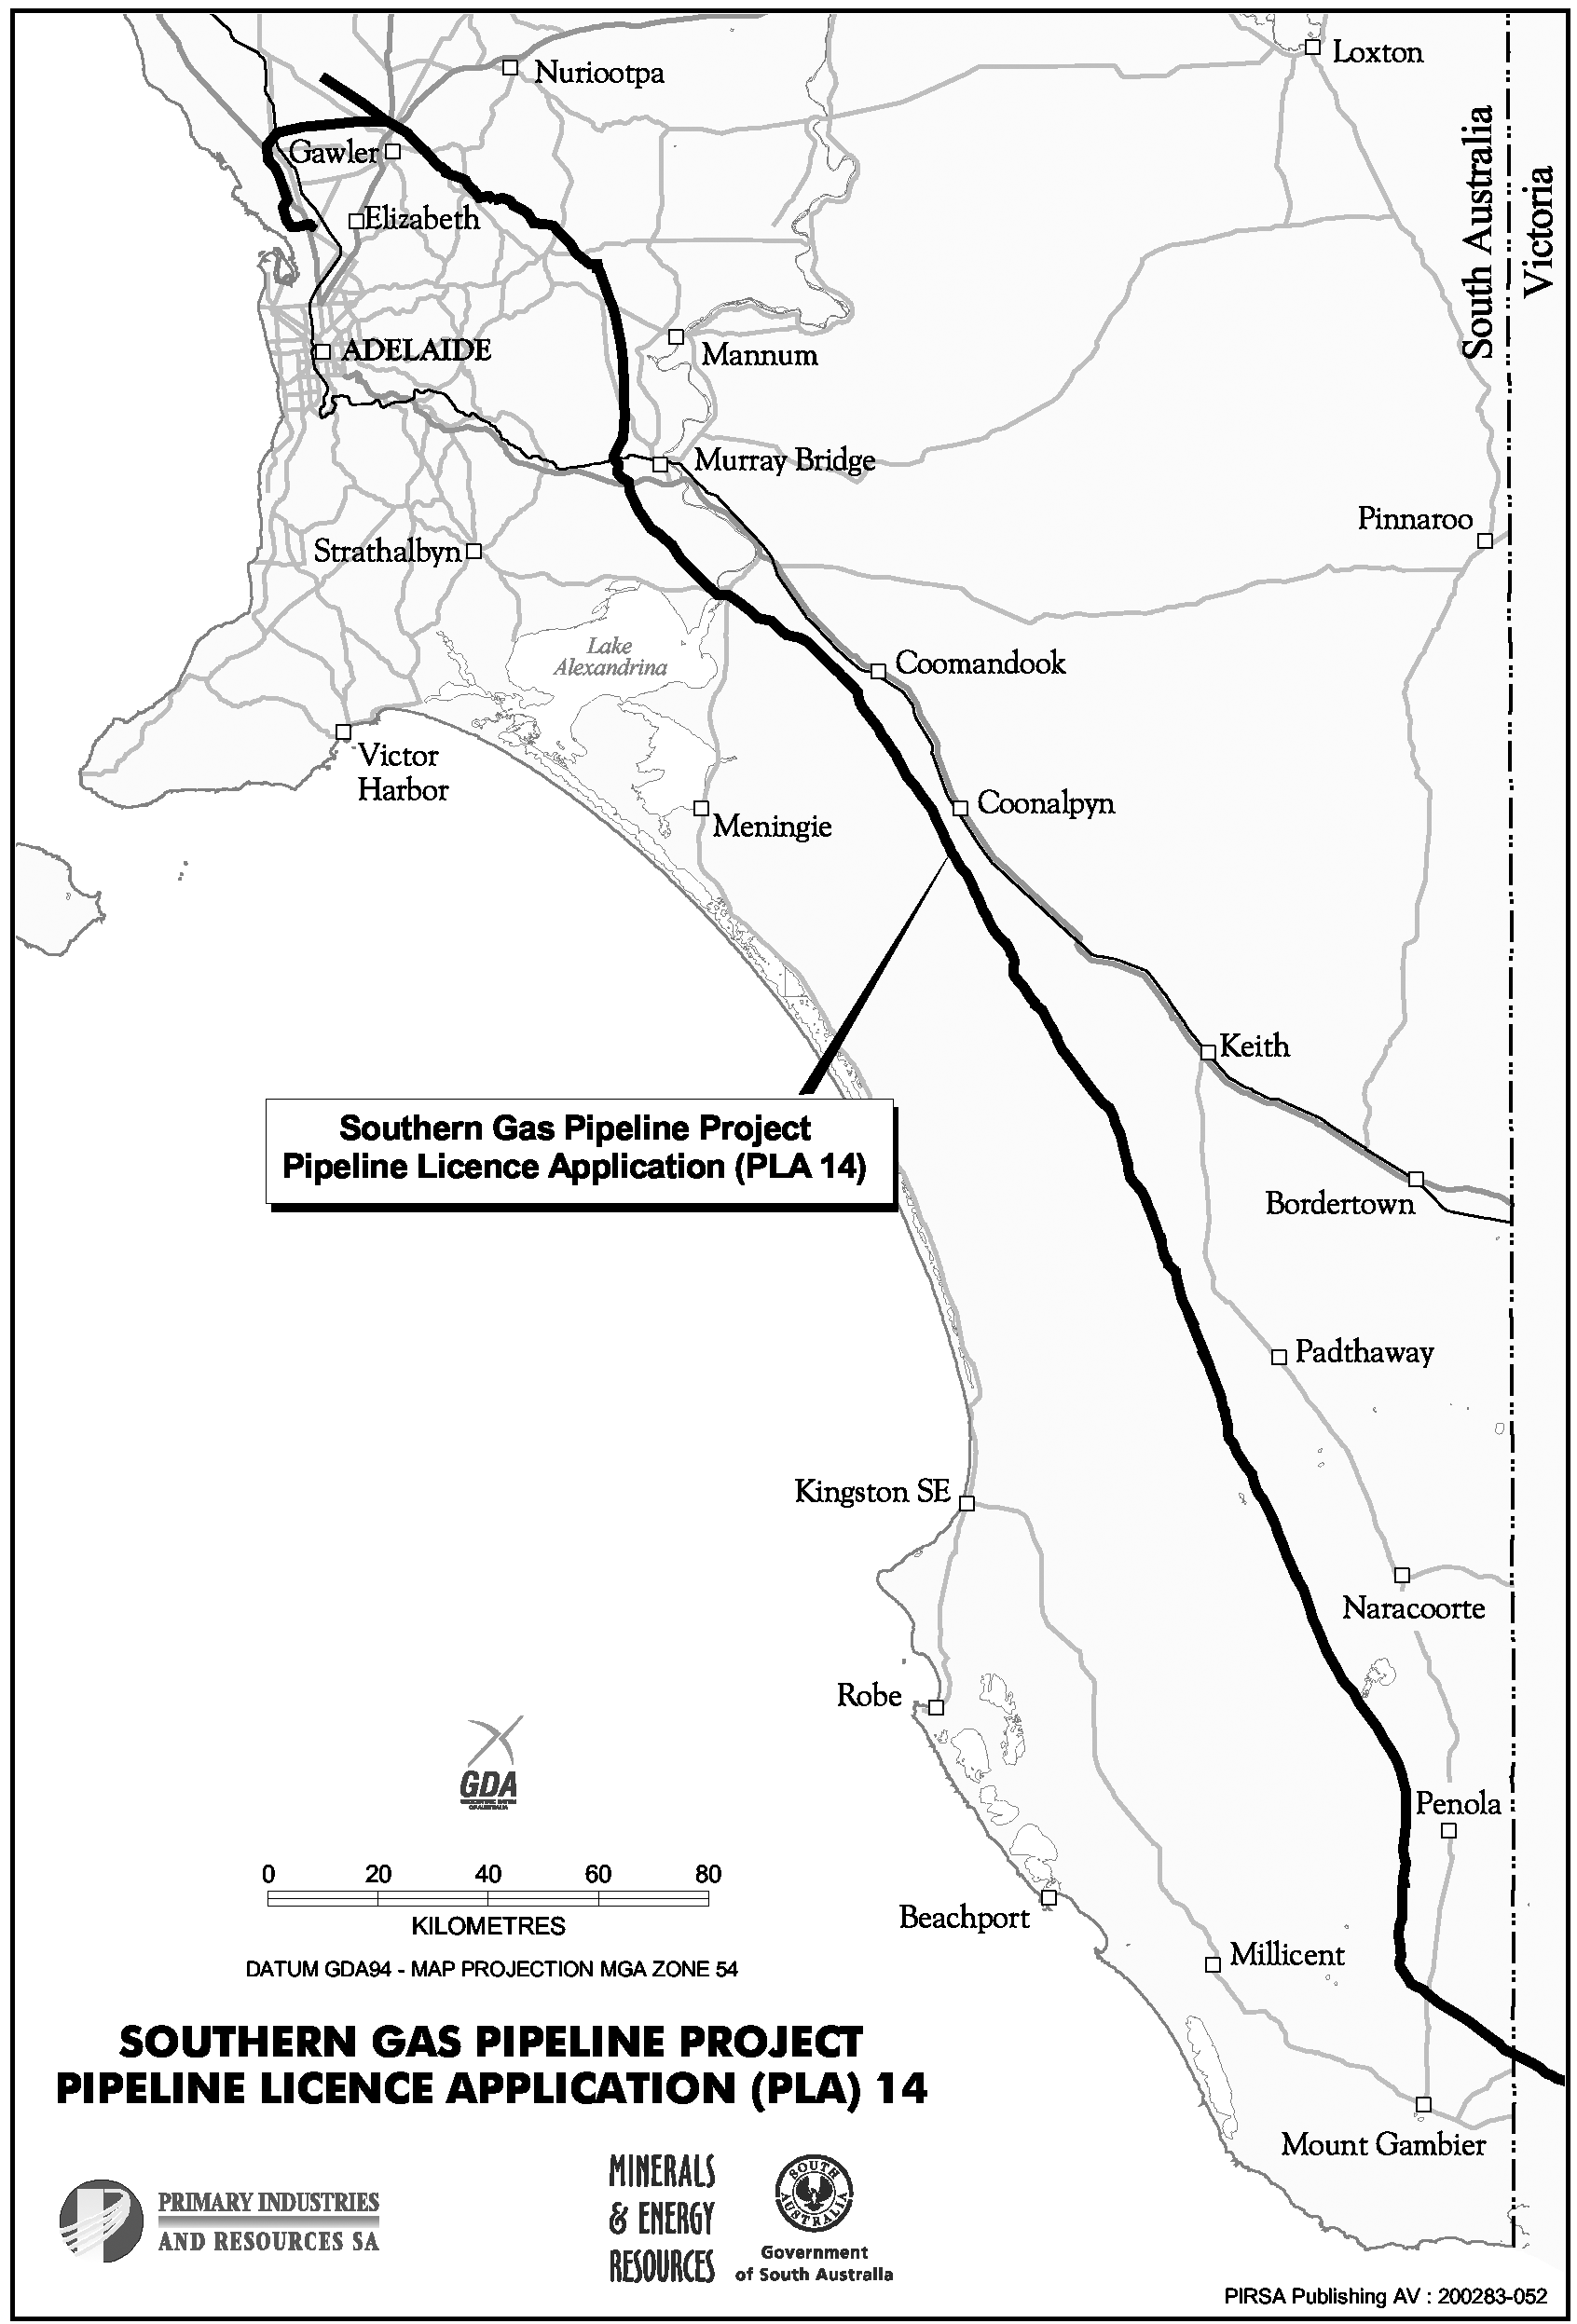 Loxton
Nuriootpa
South Australia
Victoria
Gawler
Elizabeth
ADELAIDE
Mannum
Murray Bridge
Pinnaroo
Strathalbyn
Lake
Alexandrina
Coomandook
Victor
Harbor
Coonalpyn
Meningie
Keith
Southern Gas Pipeline Project
Pipeline Licence Application (PLA 14)
Bordertown
Padthaway
Kingston SE
Naracoorte
Robe
GDA
Penola
0 20 40 60 80
KILOMETRES
Beachport
Millicent
DATUM GDA94 - MAP PROJECTION MGA ZONE 54
SOUTHERN GAS PIPELINE PROJECT
PIPELINE LICENCE APPLICATION (PLA) 14
Mount Gambier
PRIMARY INDUSTRIES
AND RESOURCES SA
MINERALS
& ENERGY
RESOURCES
SOUTH
AUSTRALIA
Government
of South Australia
PIRSA Publishing AV : 200283-052